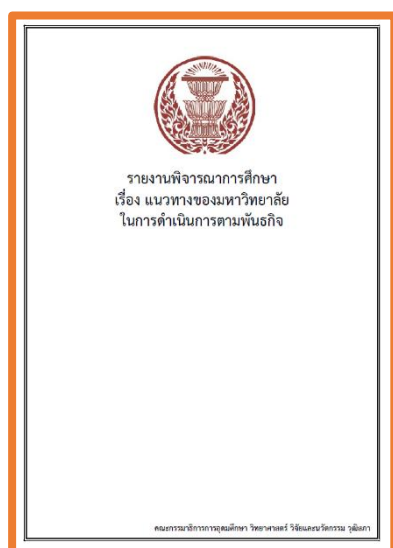 รายงานพิจารณาการศึกษา
เรื่อง แนวทางของมหาวิทยาลัย
ในการดำเนินการตามพันธกิจ
คณะกรรมาธิการการอุดมศึกษา วิทยาศาสตร์ วิจัยและนวัตกรรม วุฒิสภา